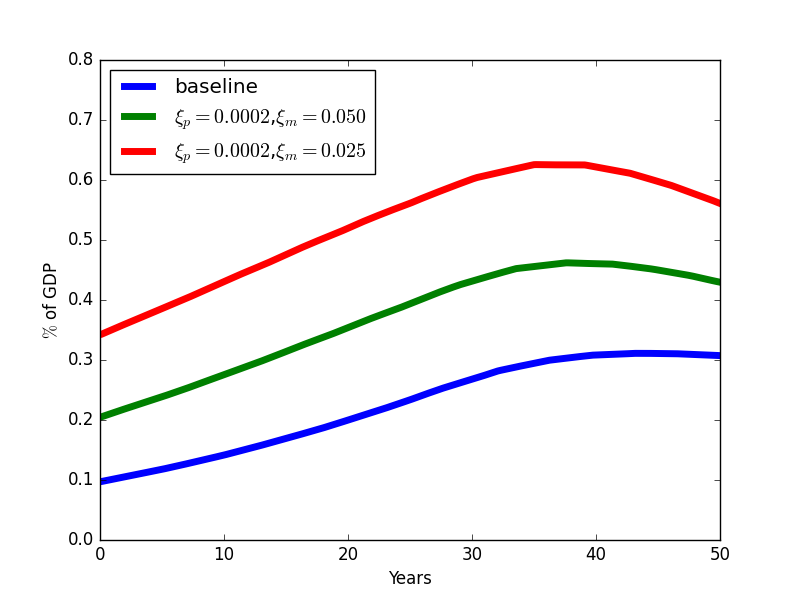 0.8
0.7
0.6
0.5
0.4
0.3
0.2
0.1
0.0
% of GDP
baseline
ξp = 0.0002,ξm = 0.050
ξp = 0.0002,ξm = 0.025
0 10 20 30 40 50
Years